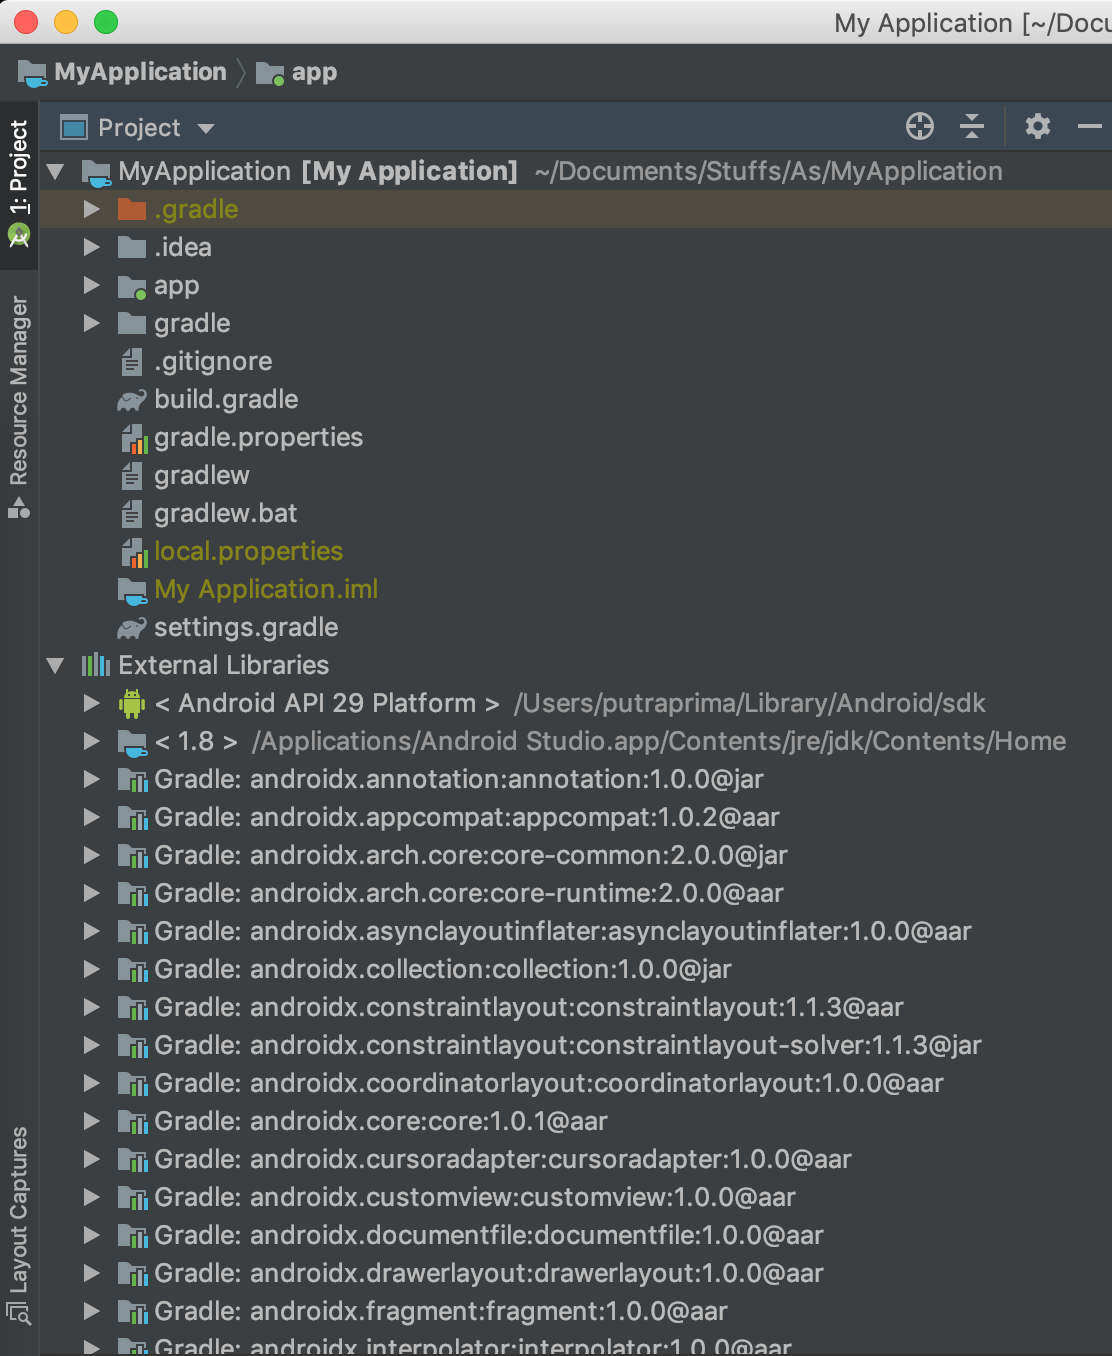 My Application [~/Docu
MyApplication
app
1: Project
Resource Manager
Layout Captures
Project
MyApplication [My Application] ~/Documents/Stuffs/As/MyApplication
.gradle
.idea
app
gradle
.gitignore
build.gradle
gradle.properties
gradlew
gradlew.bat
local.properties
My Application.iml
settings.gradle
External Libraries
< Android API 29 Platform > /Users/putraprima/Library/Android/sdk
< 1.8 > /Applications/Android Studio.app/Contents/jre/jdk/Contents/Home
Gradle: androidx.annotation:annotation:1.0.0@jar
Gradle: androidx.appcompat:appcompat:1.0.2@aar
Gradle: androidx.arch.core:core-common:2.0.0@jar
Gradle: androidx.arch.core:core-runtime:2.0.0@aar
Gradle: androidx.asynclayoutinflater:asynclayoutinflater:1.0.0@aar
Gradle: androidx.collection:collection:1.0.0@jar
Gradle: androidx.constraintlayout:constraintlayout:1.1.3@aar
Gradle: androidx.constraintlayout:constraintlayout-solver:1.1.3@jar
Gradle: androidx.coordinatorlayout:coordinatorlayout:1.0.0@aar
Gradle: androidx.core:core:1.0.1@aar
Gradle: androidx.cursoradapter:cursoradapter:1.0.0@aar
Gradle: androidx.customview:customview:1.0.0@aar
Gradle: androidx.documentfile:documentfile:1.0.0@aar
Gradle: androidx.drawerlayout:drawerlayout:1.0.0@aar
Gradle: androidx.fragment:fragment:1.0.0@aar
Gradle: androidx.interpolator:interpolator:1.0.0@aar